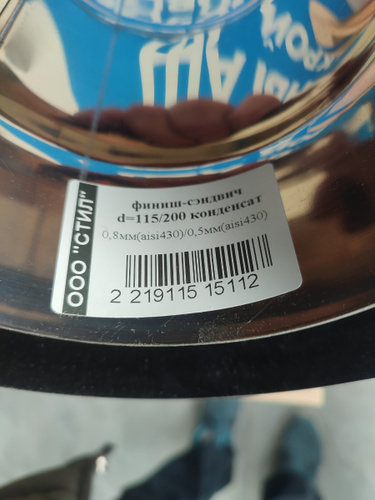 ООО "СТИЛ"
финиш-сэндвич
d=115/200 конденсат
0,8мм(aisi430)/0,5мм(aisi430)
2 219115 15112